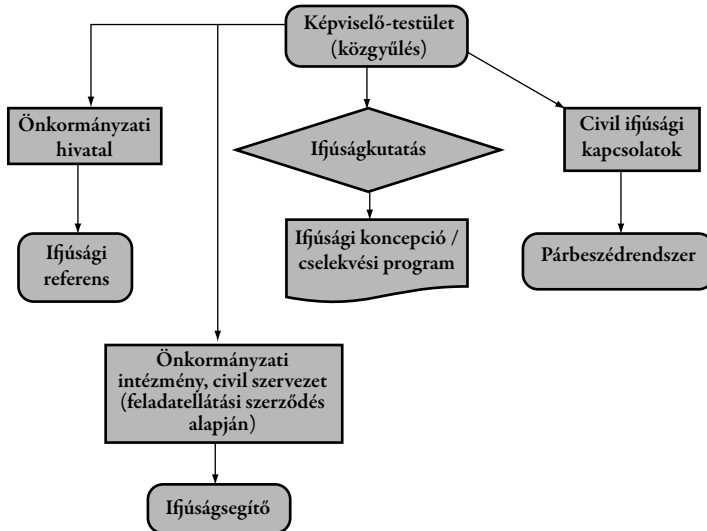 Képviselő-testület
(közgyűlés)
Önkormányzati
hivatal
Ifjúságkutatás
Civil ifjúsági
kapcsolatok
Ifjúsági
referens
Ifjúsági koncepció /
cselekvési program
Párbeszédrendszer
Önkormányzati
intézmény, civil szervezet
(feladatellátási szerződés
alapján)
Ifjúságsegítő